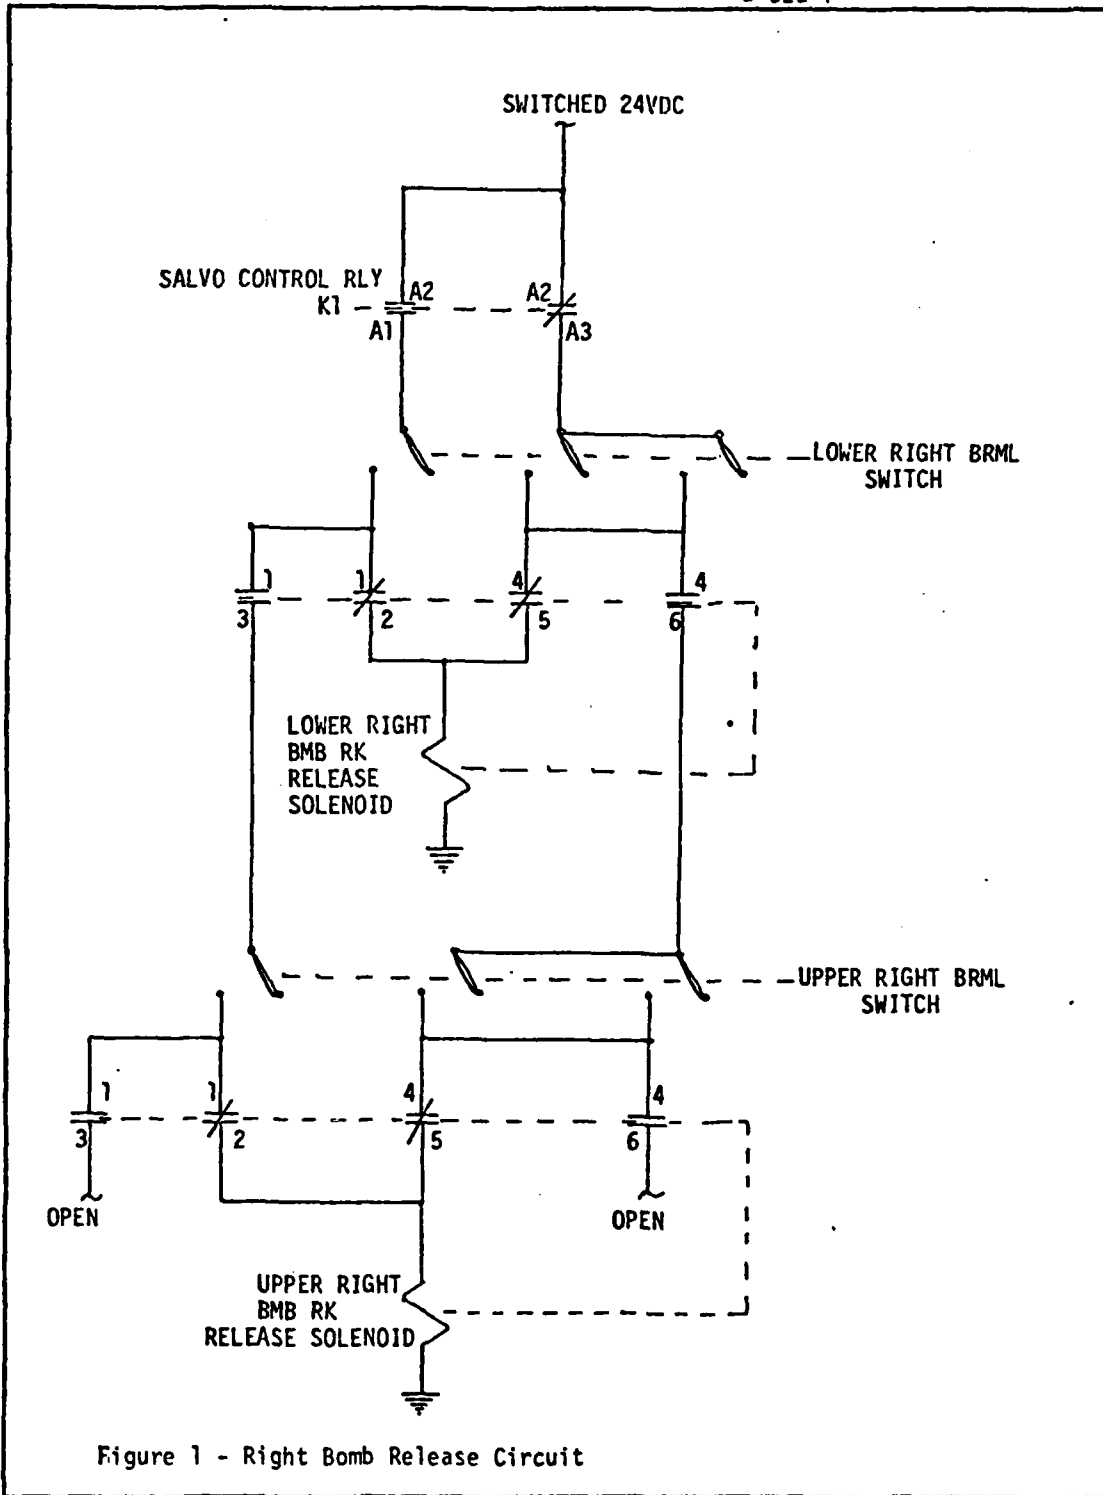 SWITCHED 24VDC
SALVO CONTROL RLY
K1
A2
A2
A1
A3
LOWER RIGHT BRML
SWITCH
1
1
4
4
3
2
5
6
LOWER RIGHT
BMB RK
RELEASE
SOLENOID
UPPER RIGHT BRML
SWITCH
1
1
4
4
3
2
5
6
OPEN
OPEN
UPPER RIGHT
BMB RK
RELEASE SOLENOID
Figure 1 - Right Bomb Release Circuit